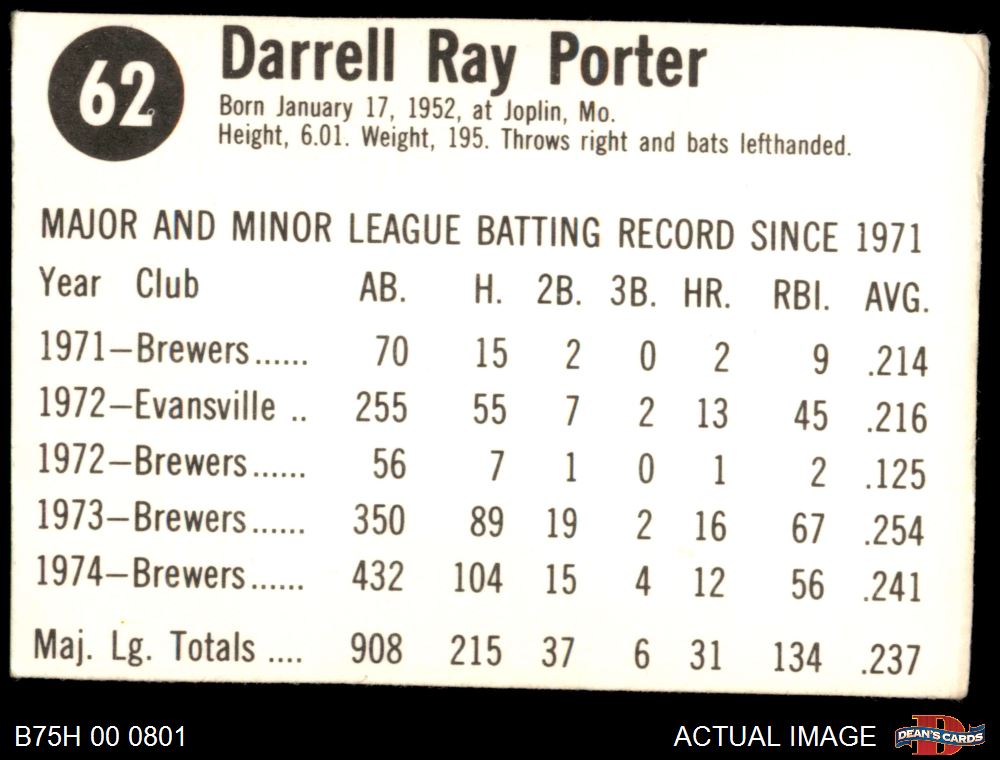 62
Darrell Ray Porter
Born January 17, 1952, at Joplin, Mo.
Height, 6.01. Weight, 195. Throws right and bats lefthanded.
MAJOR AND MINOR LEAGUE BATTING RECORD SINCE 1971
Year Club AB. H. 2B. 3B. HR. RBI. AVG.
1971—Brewers...... 70 15 2 0 2 9 .214
1972—Evansville .. 255 55 7 2 13 45 .216
1972—Brewers...... 56 7 1 0 1 2 .125
1973—Brewers...... 350 89 19 2 16 67 .254
1974—Brewers...... 432 104 15 4 12 56 .241
Maj. Lg. Totals .... 908 215 37 6 31 134 .237
B75H 00 0801
ACTUAL IMAGE
D
DEAN'S CARDS